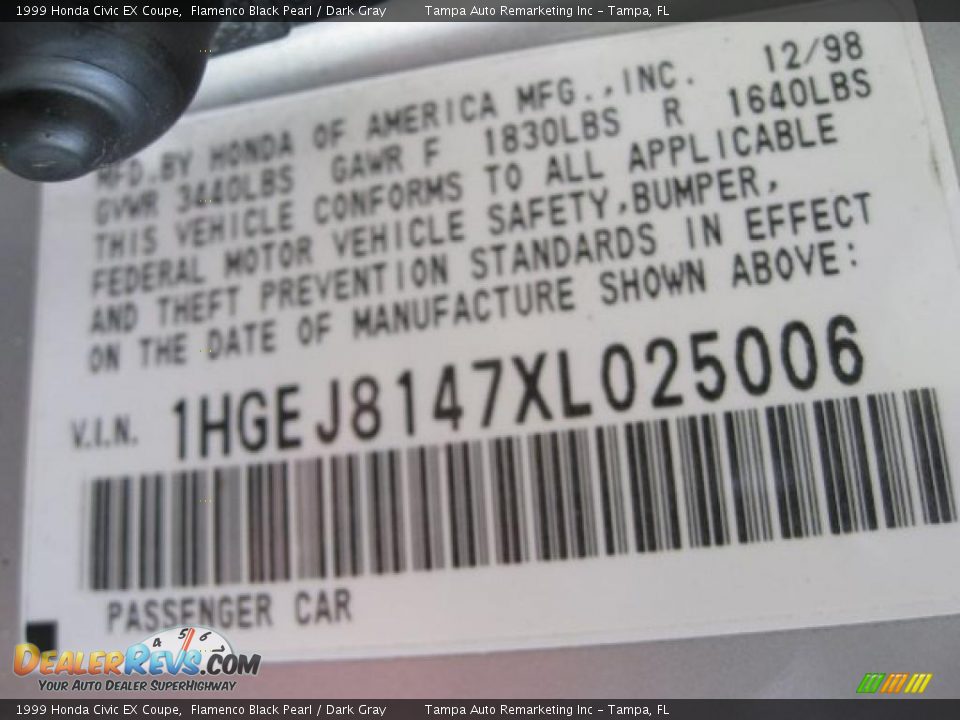 1999 Honda Civic EX Coupe, Flamenco Black Pearl / Dark Gray Tampa Auto Remarketing Inc - Tampa, FL
12/98
MFD.BY HONDA OF AMERICA MFG.,INC.
GVWR 3440LBS GAWR F 1830LBS R 1640LBS
THIS VEHICLE CONFORMS TO ALL APPLICABLE
FEDERAL MOTOR VEHICLE SAFETY,BUMPER,
AND THEFT PREVENTION STANDARDS IN EFFECT
ON THE DATE OF MANUFACTURE SHOWN ABOVE:
V.I.N. 1HGEJ8147XL025006
PASSENGER CAR
4 5 6 7
DEALERREVS.COM
YOUR AUTO DEALER SUPERHIGHWAY
1999 Honda Civic EX Coupe, Flamenco Black Pearl / Dark Gray Tampa Auto Remarketing Inc - Tampa, FL